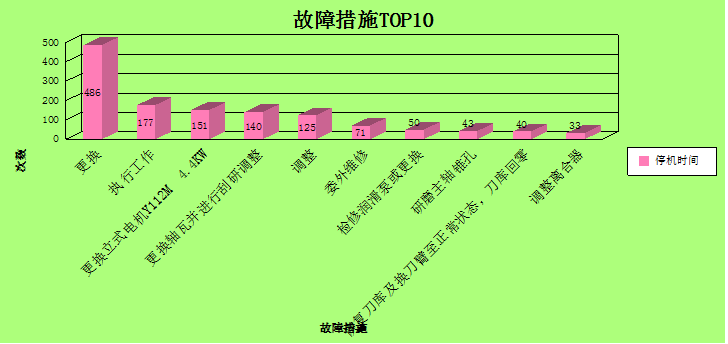 故障措施TOP10
次数
500
400
300
200
100
0
486
177
151
140
125
71
50
43
40
33
更换
执行工作
更换立式电机Y112M 4.4KW
更换轴瓦并进行刮研调整
调整
委外维修
检修润滑泵或更换
研磨主轴锥孔
复刀库及换刀臂至正常状态，刀库回零
调整离合器
停机时间
故障措施